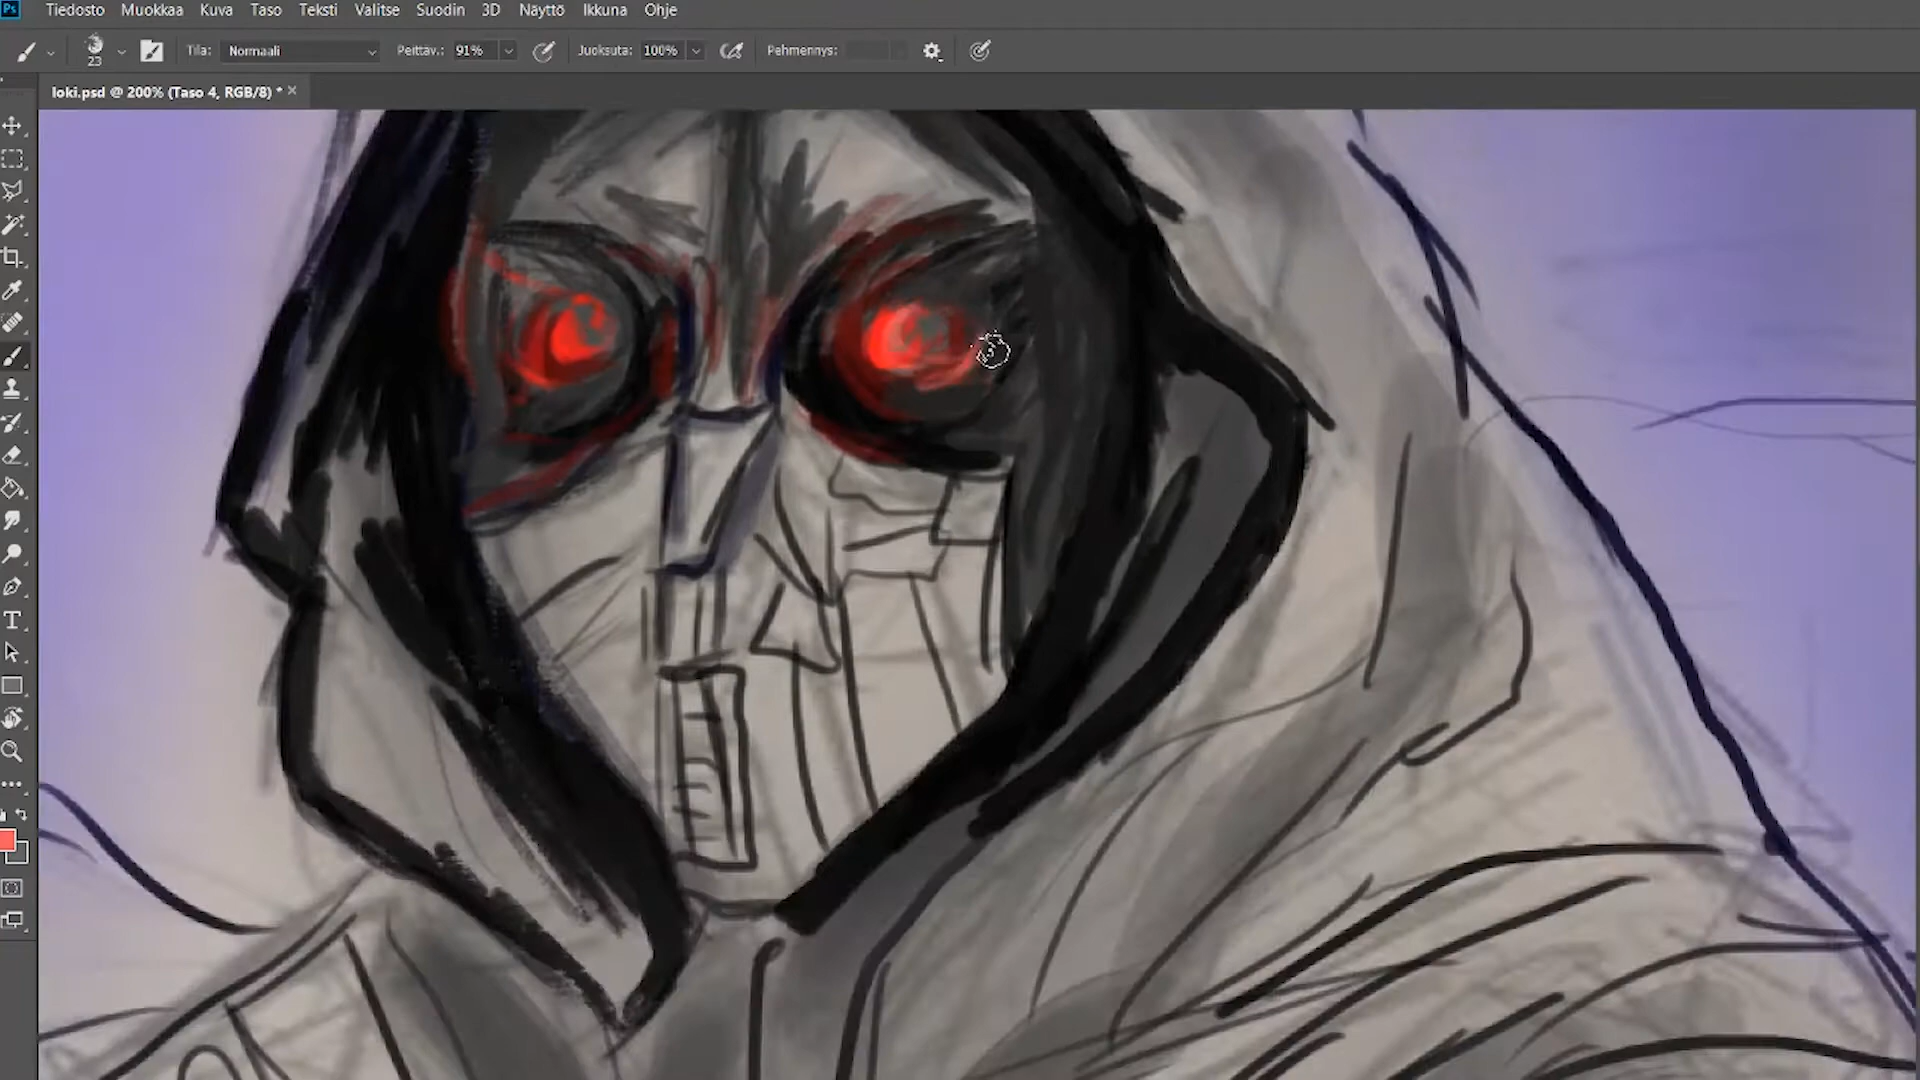 Ps Tiedosto Muokkaa Kuva Taso Teksti Valitse Suodin 3D Näyttö Ikkuna Ohje
23 Tila: Normaali Peittäv.: 91% Juoksuta: 100% Pehmennys:
loki.psd @ 200% (Taso 4, RGB/8) * ×
T